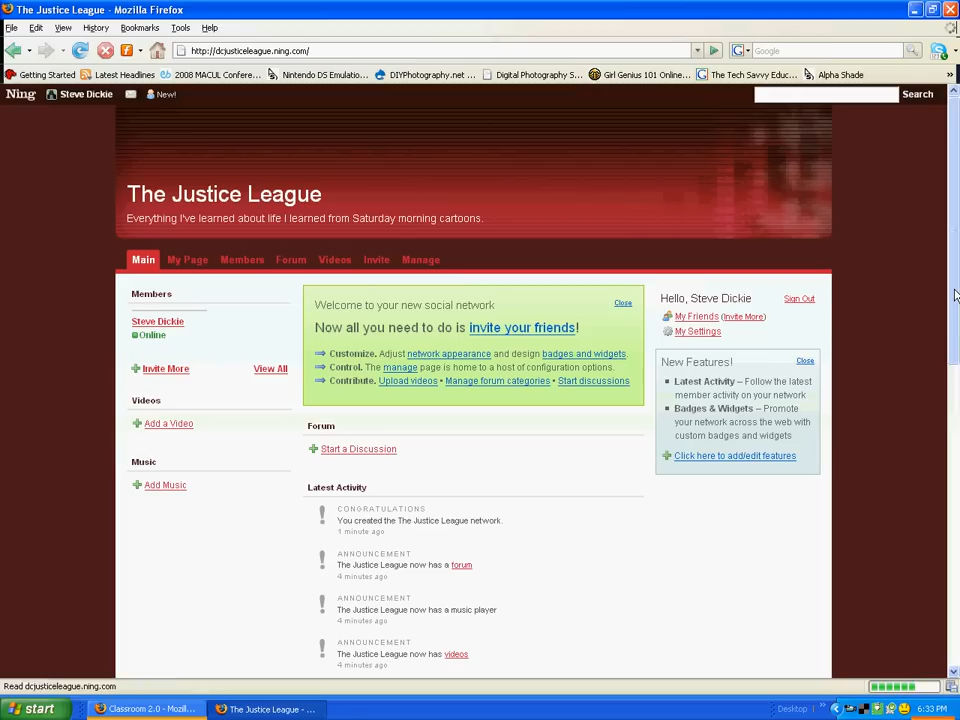 The Justice League - Mozilla Firefox
File Edit View History Bookmarks Tools Help
http://dcjusticeleague.ning.com/
Google
Getting Started Latest Headlines 2008 MACUL Confere... Nintendo DS Emulatio... DIYPhotography.net ... Digital Photography S... Girl Genius 101 Online... The Tech Savvy Educ... Alpha Shade
Ning Steve Dickie New! Search
The Justice League
Everything I've learned about life I learned from Saturday morning cartoons.
Main My Page Members Forum Videos Invite Manage
Members
Steve Dickie
Online
Invite More View All
Videos
Add a Video
Music
Add Music
Welcome to your new social network Close
Now all you need to do is invite your friends!
Customize. Adjust network appearance and design badges and widgets.
Control. The manage page is home to a host of configuration options.
Contribute. Upload videos • Manage forum categories • Start discussions
Forum
Start a Discussion
Latest Activity
CONGRATULATIONS
You created the The Justice League network.
1 minute ago
ANNOUNCEMENT
The Justice League now has a forum
4 minutes ago
ANNOUNCEMENT
The Justice League now has a music player
4 minutes ago
ANNOUNCEMENT
The Justice League now has videos
4 minutes ago
Hello, Steve Dickie Sign Out
My Friends (Invite More)
My Settings
New Features! Close
Latest Activity – Follow the latest
member activity on your network
Badges & Widgets – Promote
your network across the web with
custom badges and widgets
Click here to add/edit features
Read dcjusticeleague.ning.com
start Classroom 2.0 - Mozill... The Justice League - ... Desktop 6:33 PM